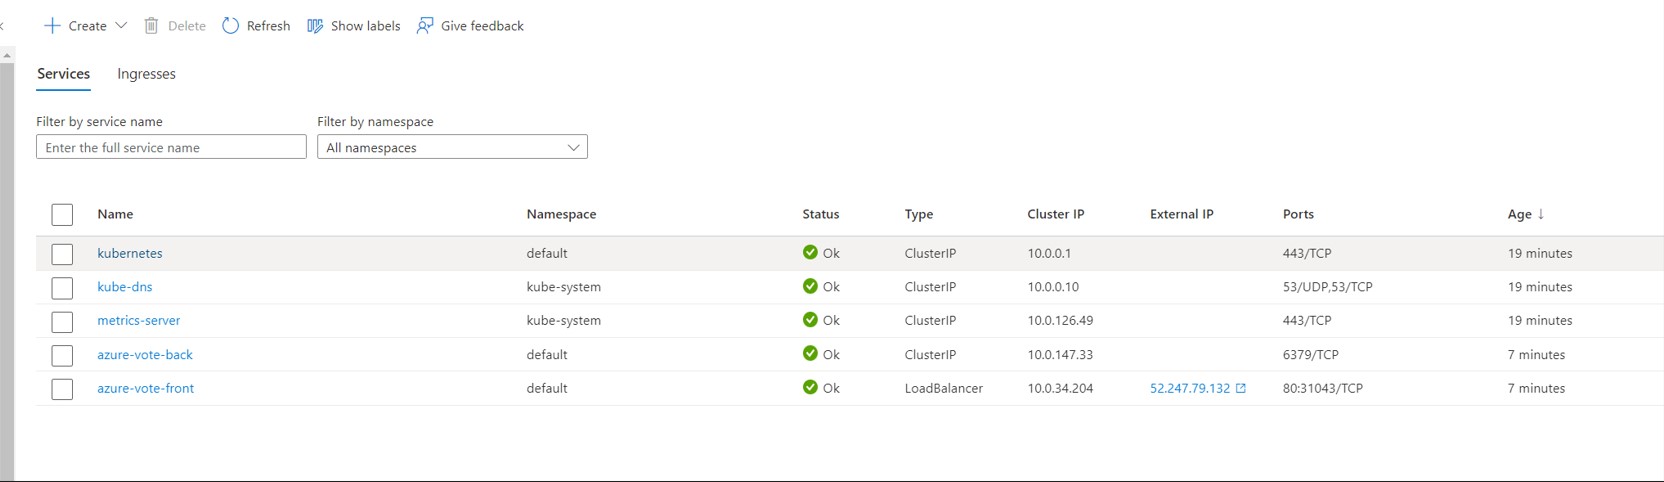 Create Delete Refresh Show labels Give feedback
Services Ingresses
Filter by service name Filter by namespace
Enter the full service name All namespaces
Name Namespace Status Type Cluster IP External IP Ports Age ↓
kubernetes default Ok ClusterIP 10.0.0.1 443/TCP 19 minutes
kube-dns kube-system Ok ClusterIP 10.0.0.10 53/UDP,53/TCP 19 minutes
metrics-server kube-system Ok ClusterIP 10.0.126.49 443/TCP 19 minutes
azure-vote-back default Ok ClusterIP 10.0.147.33 6379/TCP 7 minutes
azure-vote-front default Ok LoadBalancer 10.0.34.204 52.247.79.132 80:31043/TCP 7 minutes